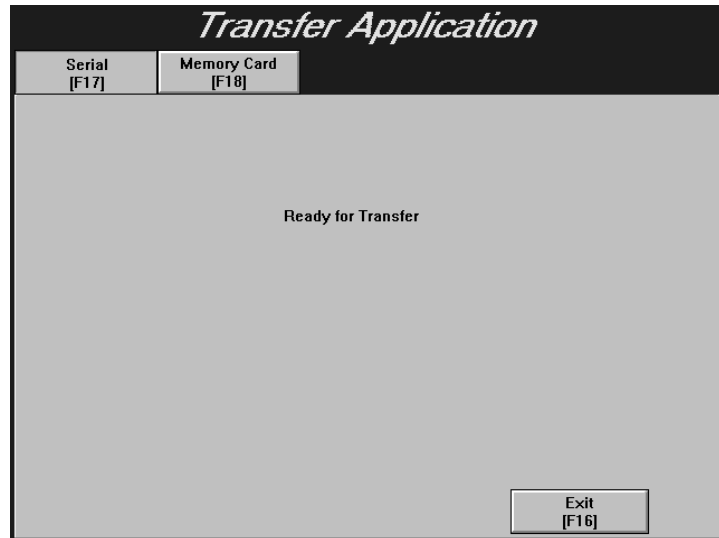 Transfer Application
Serial
[F17]
Memory Card
[F18]
Ready for Transfer
Exit
[F16]